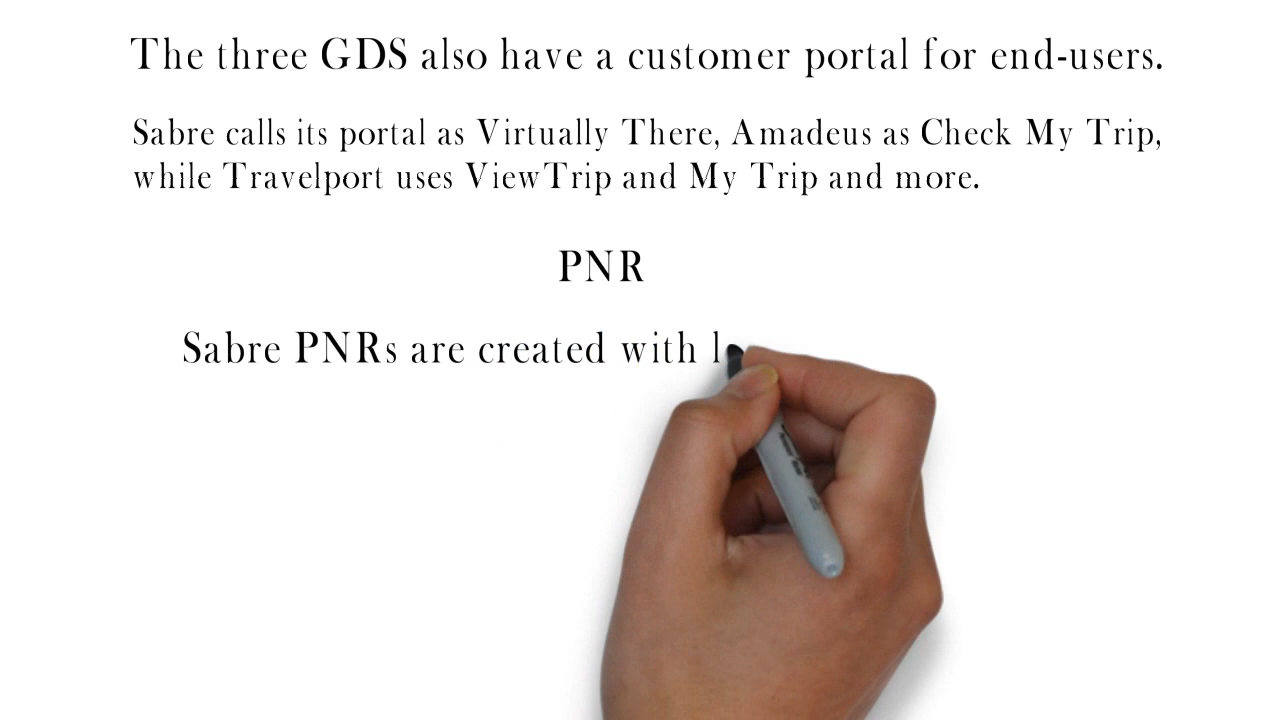 The three GDS also have a customer portal for end-users.
Sabre calls its portal as Virtually There, Amadeus as Check My Trip,
while Travelport uses ViewTrip and My Trip and more.
PNR
Sabre PNRs are created with